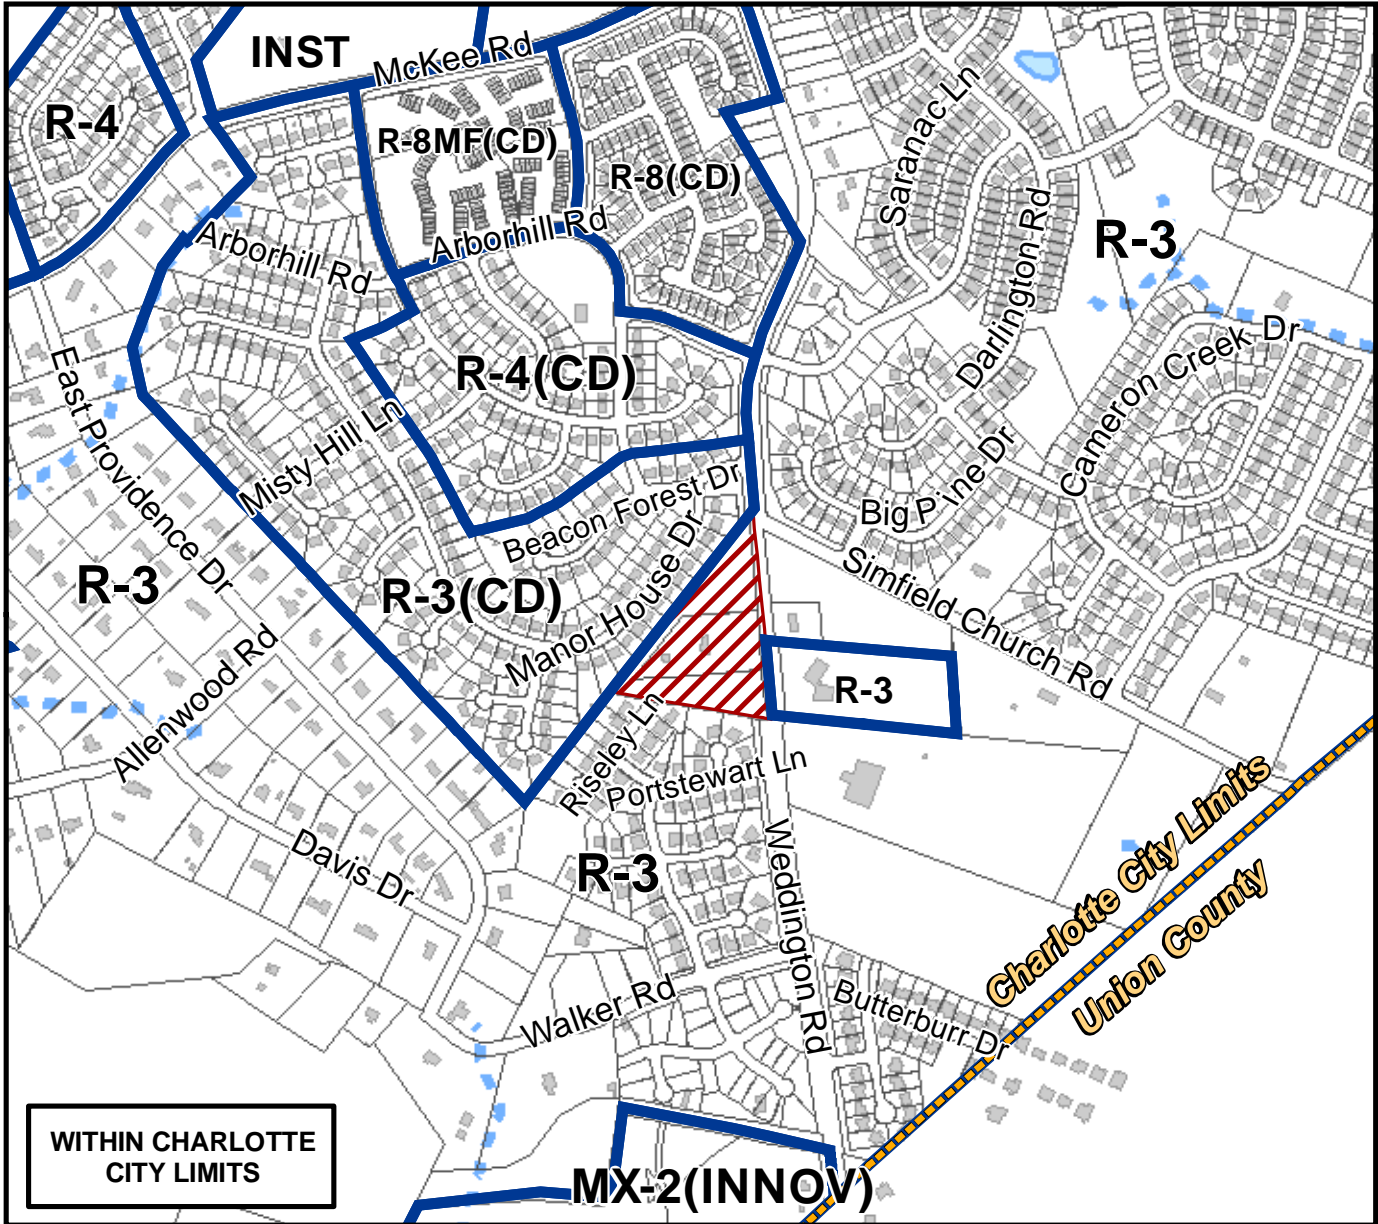 INST
McKee Rd
R-4
R-8MF(CD)
R-8(CD)
Saranac Ln
Arborhill Rd
Arborhill Rd
Darlington Rd
R-3
East Providence Dr
R-4(CD)
Cameron Creek Dr
Misty Hill Ln
Beacon Forest Dr
Big Pine Dr
R-3
R-3(CD)
Manor House Dr
Simfield Church Rd
Allenwood Rd
R-3
Riseley Ln
Portstewart Ln
Davis Dr
R-3
Weddington Rd
Charlotte City Limits
Union County
Walker Rd
Butterburr Dr
WITHIN CHARLOTTE
CITY LIMITS
MX-2(INNOV)